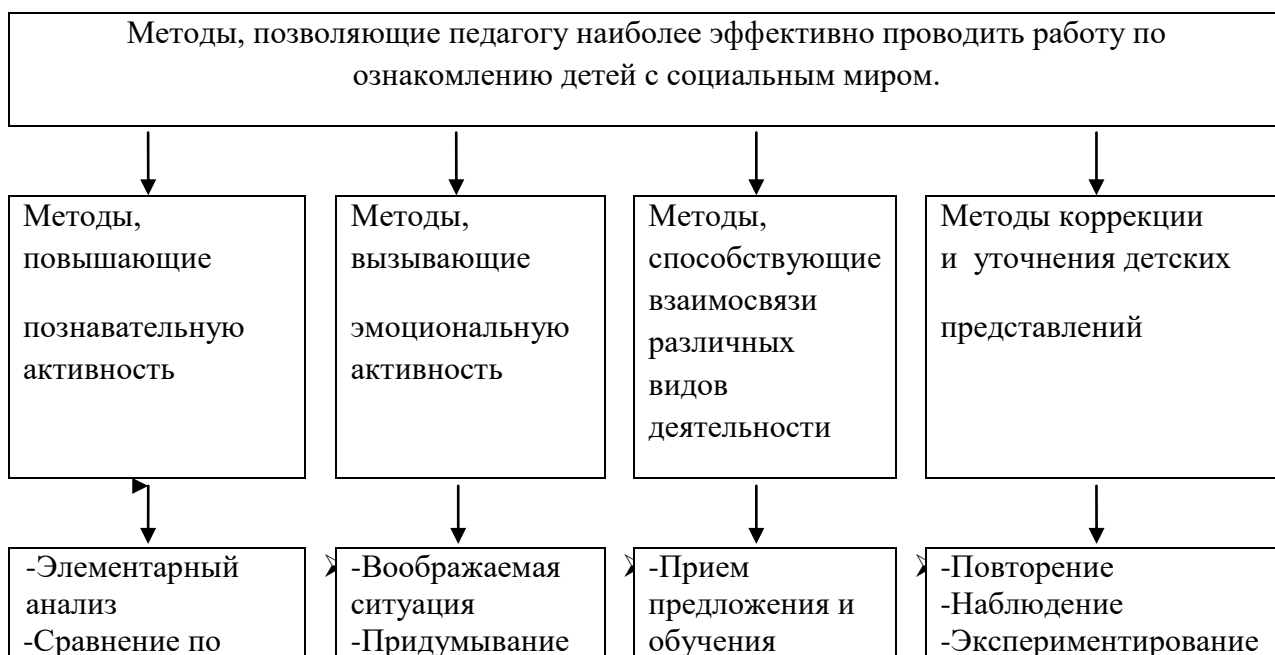 Методы, позволяющие педагогу наиболее эффективно проводить работу по
ознакомлению детей с социальным миром.
Методы,
повышающие
познавательную
активность
Методы,
вызывающие
эмоциональную
активность
Методы,
способствующие
взаимосвязи
различных
видов
деятельности
Методы коррекции
и уточнения детских
представлений
-Элементарный
анализ
-Сравнение по
-Воображаемая
ситуация
-Придумывание
-Прием
предложения и
обучения
-Повторение
-Наблюдение
-Экспериментирование